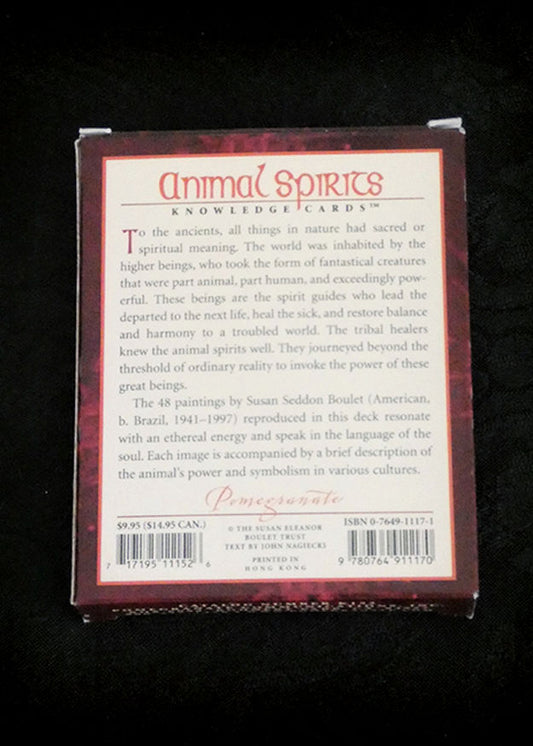 Animal Spirits
KNOWLEDGE CARDS™
To the ancients, all things in nature had sacred or
spiritual meaning. The world was inhabited by the
higher beings, who took the form of fantastical creatures
that were part animal, part human, and exceedingly pow-
erful. These beings are the spirit guides who lead the
departed to the next life, heal the sick, and restore balance
and harmony to a troubled world. The tribal healers
knew the animal spirits well. They journeyed beyond the
threshold of ordinary reality to invoke the power of these
great beings.
The 48 paintings by Susan Seddon Boulet (American,
b. Brazil, 1941–1997) reproduced in this deck resonate
with an ethereal energy and speak in the language of the
soul. Each image is accompanied by a brief description of
the animal's power and symbolism in various cultures.
Pomegranate
$9.95 ($14.95 CAN.)
7 17195 11152 6
© THE SUSAN ELEANOR
BOULET TRUST
TEXT BY JOHN NAGIECKI
PRINTED IN
HONG KONG
ISBN 0-7649-1117-1
9 780764 911170